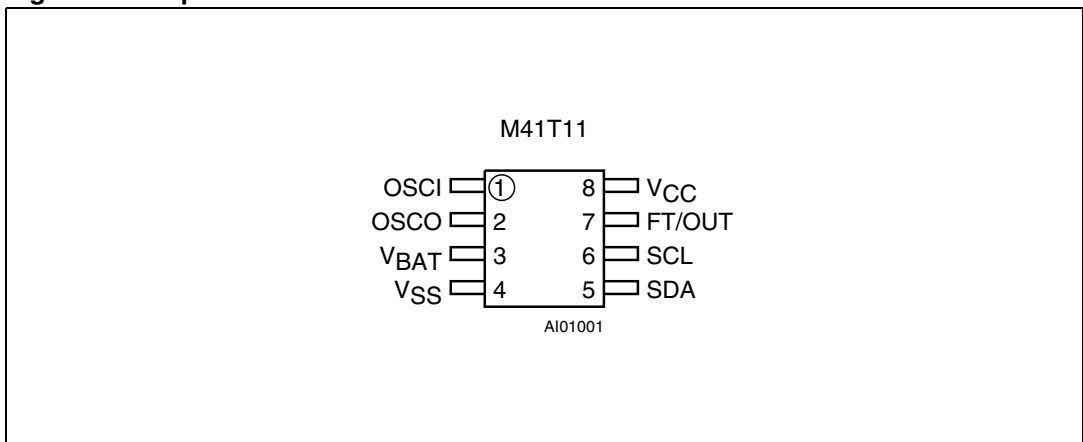 M41T11
OSCI 1 8 VCC
OSCO 2 7 FT/OUT
VBAT 3 6 SCL
VSS 4 5 SDA
AI01001